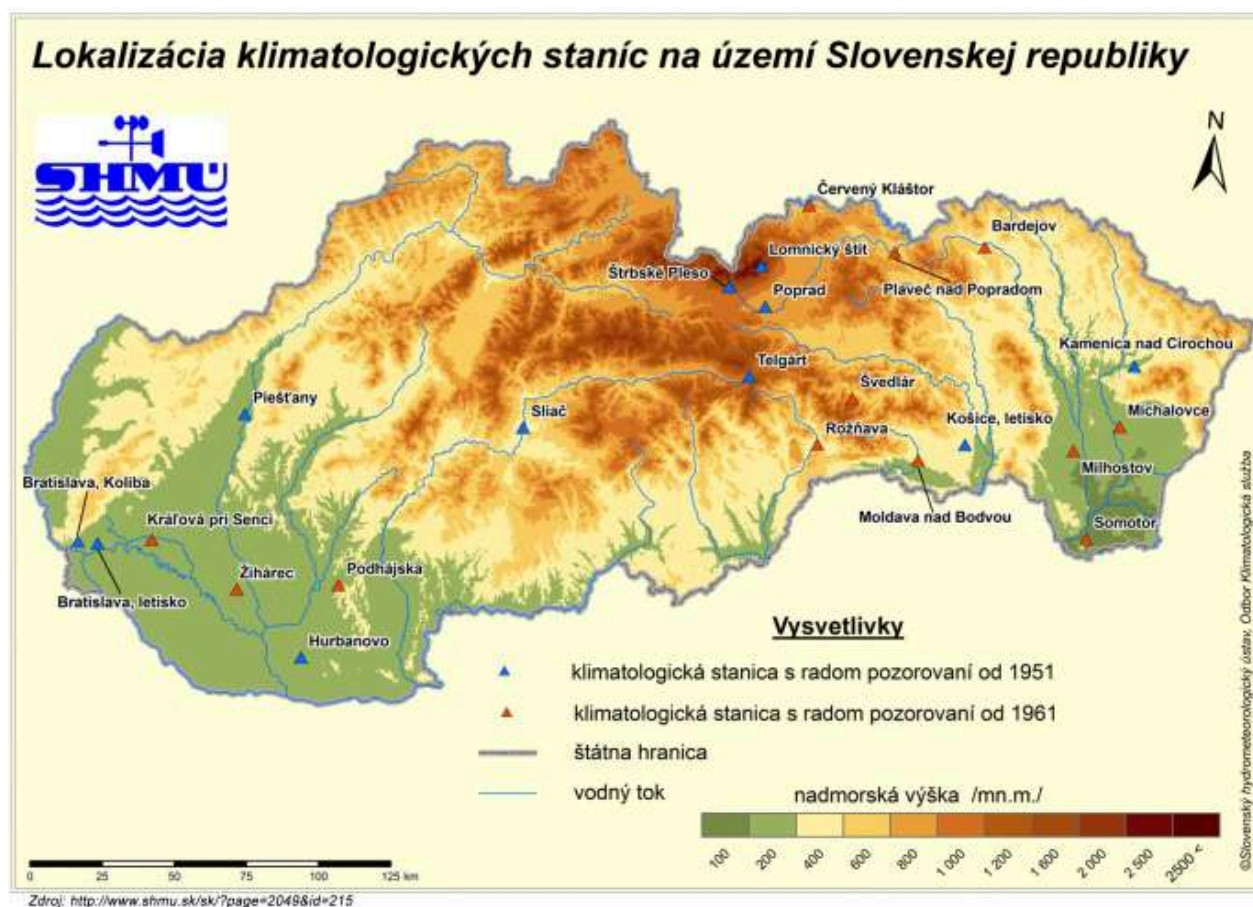 Lokalizácia klimatologických staníc na území Slovenskej republiky
SHMÚ
N
Červený Kláštor
Bardejov
Lomnický štít
Štrbské Pleso
Plaveč nad Popradom
Poprad
Kamenica nad Cirochou
Telgárt
Švedlár
Piešťany
Sliač
Michalovce
Košice, letisko
Rožňava
Bratislava, Koliba
Milhostov
Kráľová pri Senci
Moldava nad Bodvou
Somotor
Žihárec
Podhájska
Bratislava, letisko
Hurbanovo
Vysvetlivky
klimatologická stanica s radom pozorovaní od 1951
klimatologická stanica s radom pozorovaní od 1961
štátna hranica
vodný tok
nadmorská výška /mn.m./
100 200 400 600 800 1 000 1 200 1 600 2 000 2 500 2500 <
0 25 50 75 100 125 km
©Slovenský hydrometeorologický ústav, Odbor Klimatologická služba
Zdroj: http://www.shmu.sk/sk/?page=2049&id=215